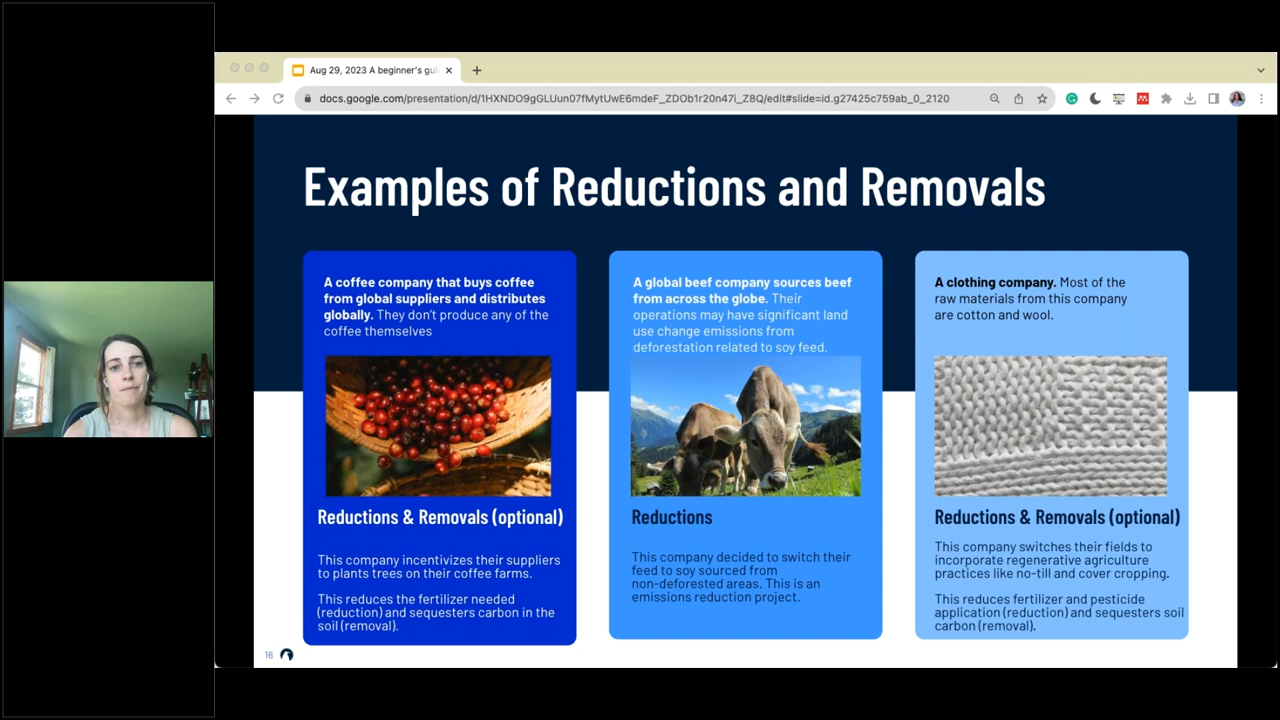 Aug 29, 2023 A beginner's gui
docs.google.com/presentation/d/1HXNDO9gGLUun07fMytUwE6mdeF_ZDOb1r20n47i_Z8Q/edit#slide=id.g27425c759ab_0_2120
Examples of Reductions and Removals
A coffee company that buys coffee
from global suppliers and distributes
globally. They don't produce any of the
coffee themselves
Reductions & Removals (optional)
This company incentivizes their suppliers
to plants trees on their coffee farms.
This reduces the fertilizer needed
(reduction) and sequesters carbon in the
soil (removal).
A global beef company sources beef
from across the globe. Their
operations may have significant land
use change emissions from
deforestation related to soy feed.
Reductions
This company decided to switch their
feed to soy sourced from
non-deforested areas. This is an
emissions reduction project.
A clothing company. Most of the
raw materials from this company
are cotton and wool.
Reductions & Removals (optional)
This company switches their fields to
incorporate regenerative agriculture
practices like no-till and cover cropping.
This reduces fertilizer and pesticide
application (reduction) and sequesters soil
carbon (removal).
16